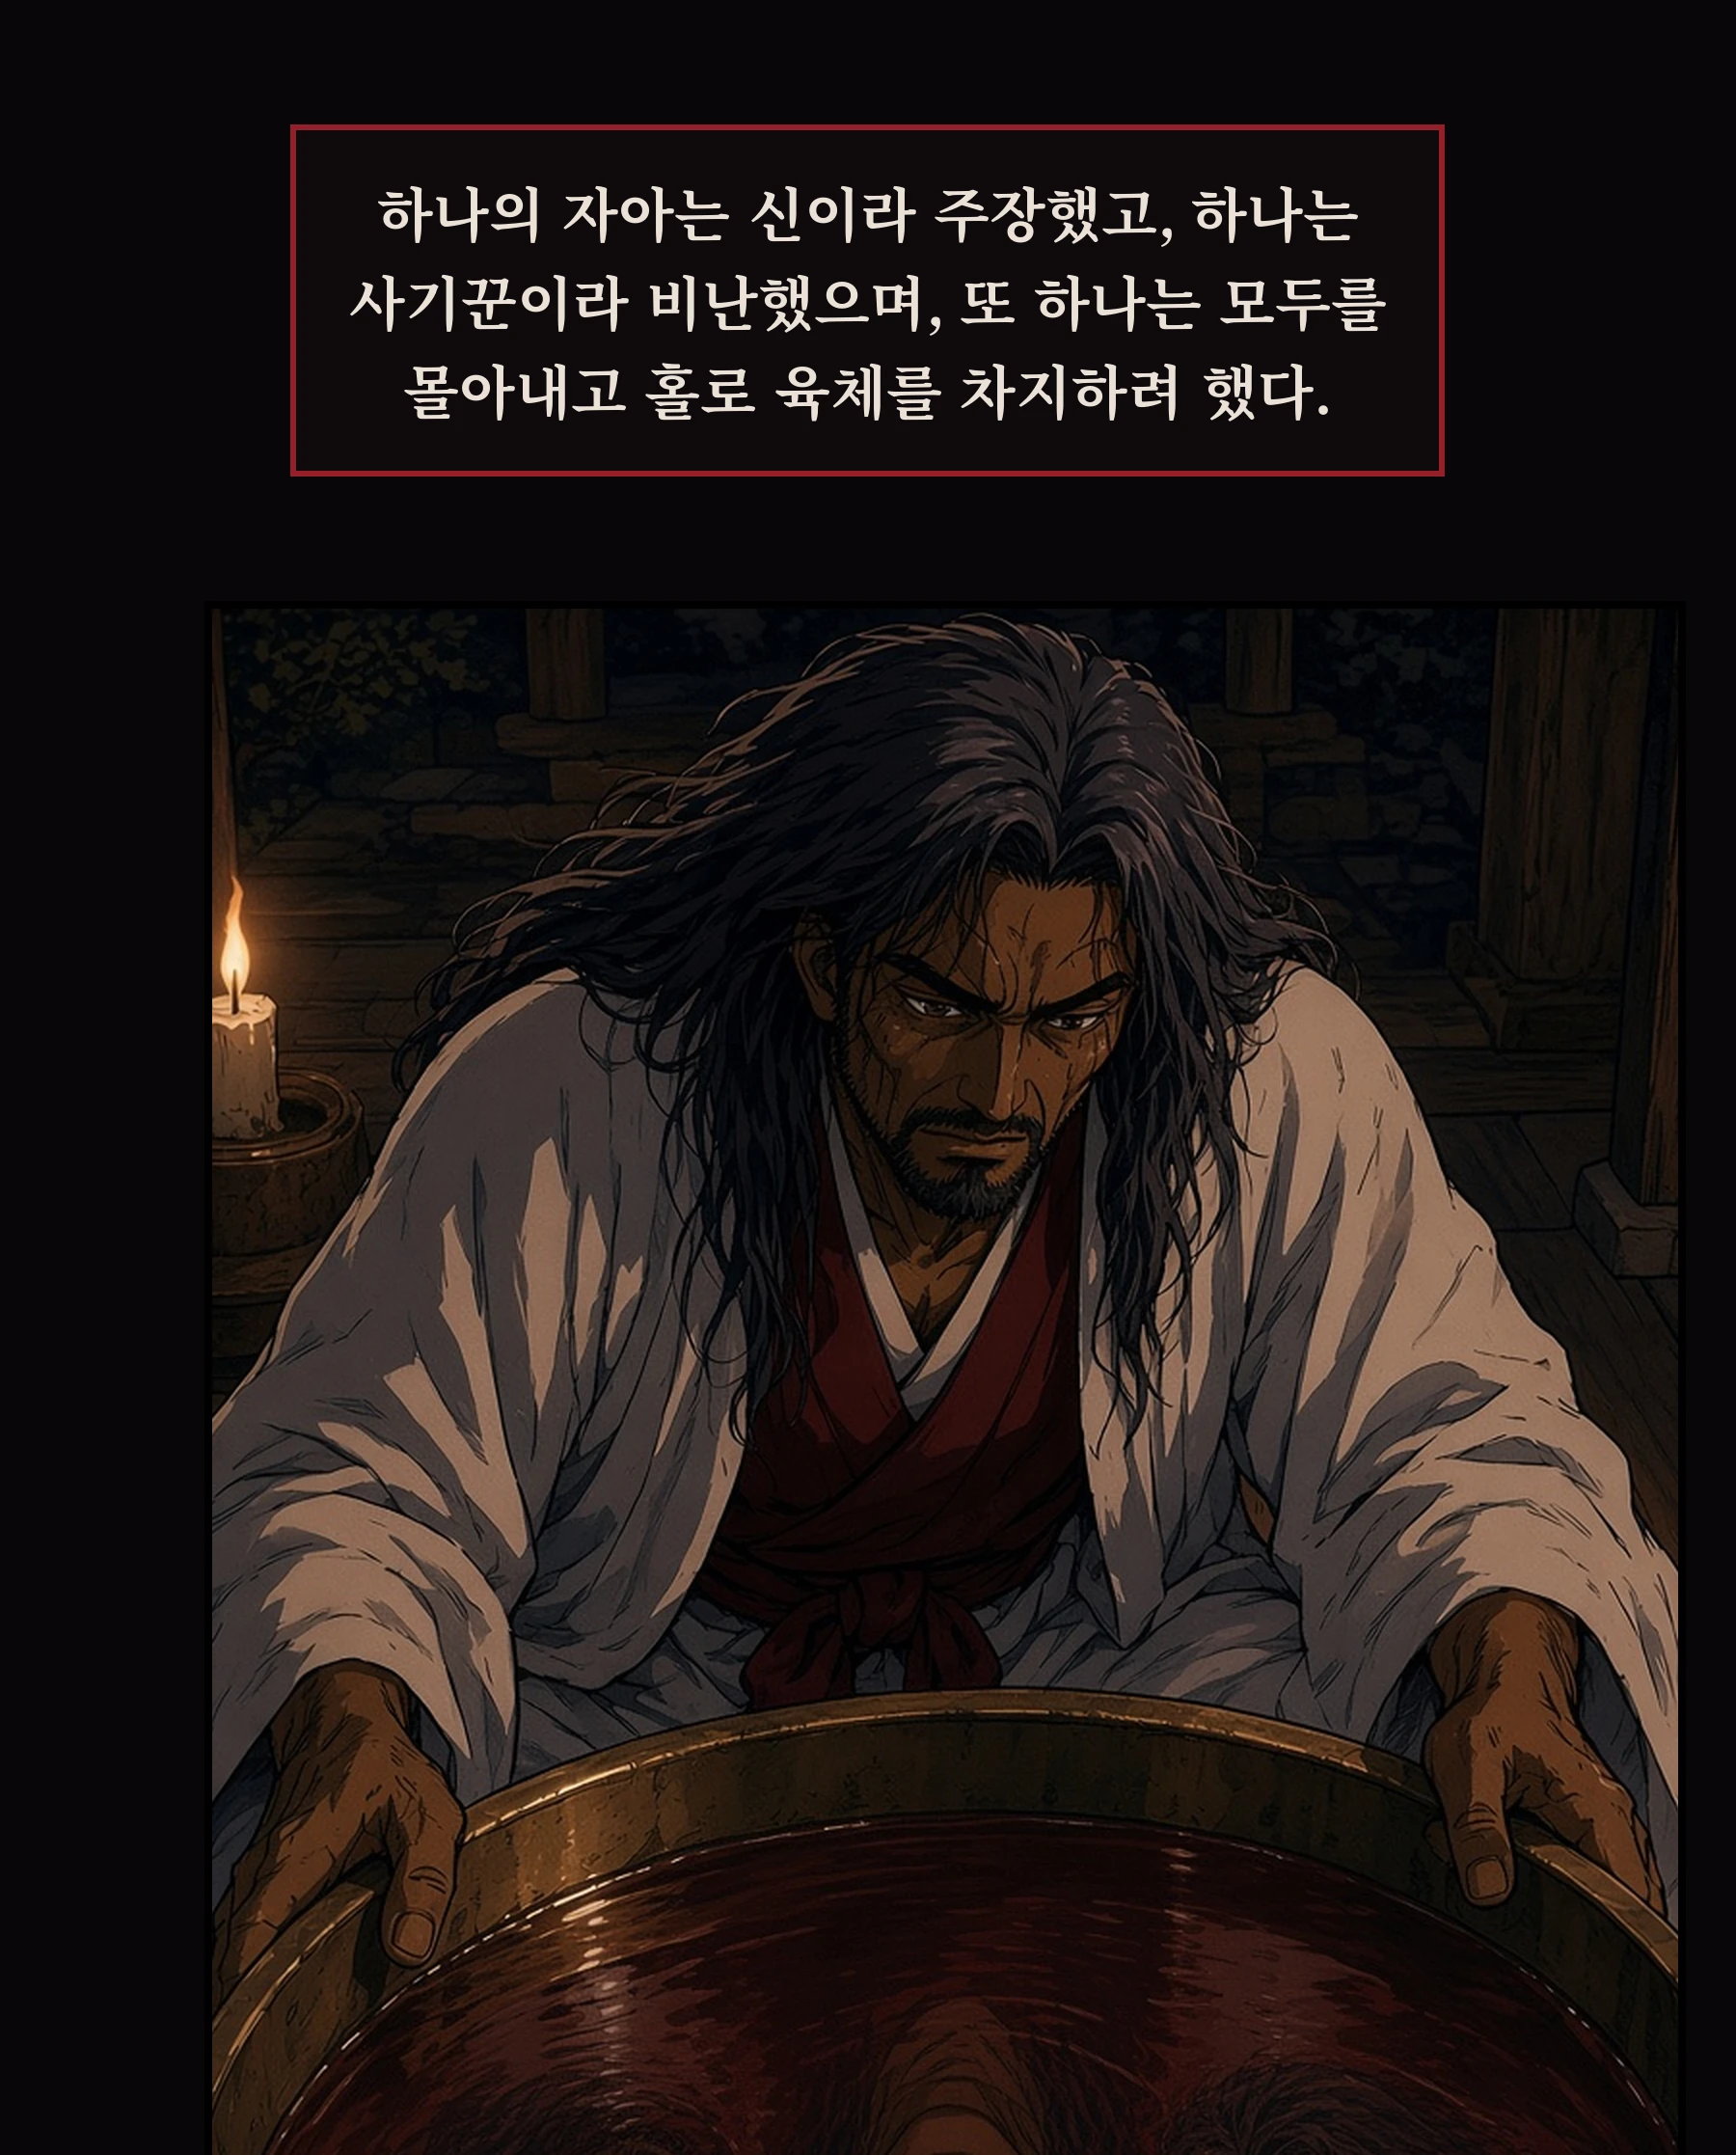 하나의 자아는 신이라 주장했고, 하나는
사기꾼이라 비난했으며, 또 하나는 모두를
몰아내고 홀로 육체를 차지하려 했다.